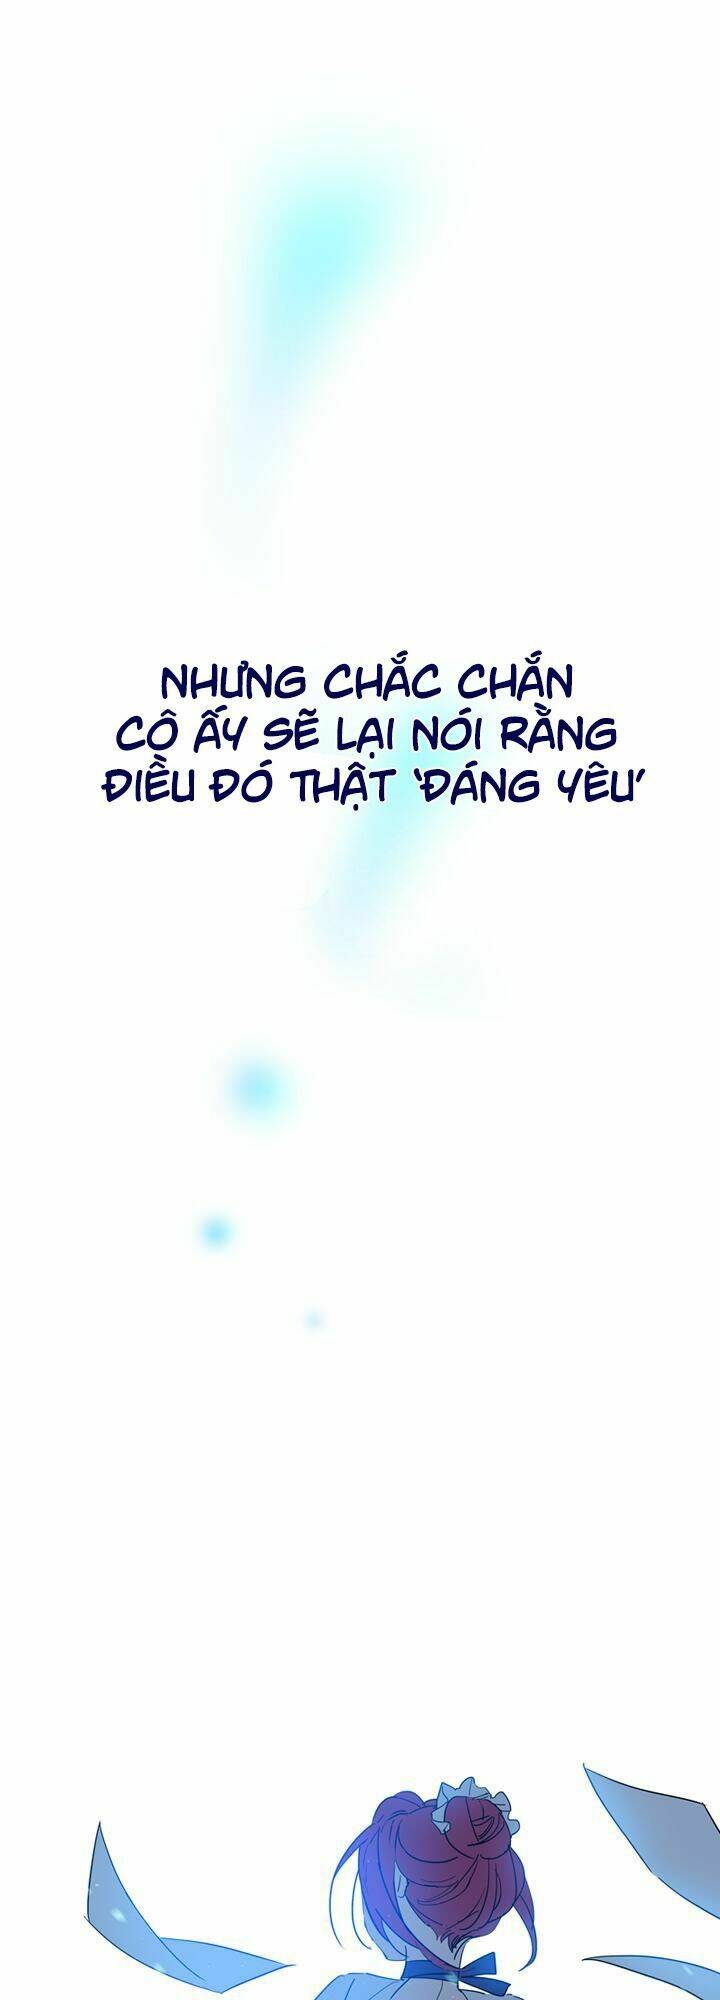 NHƯNG CHẮC CHẮN
CÔ ẤY SẼ LẠI NÓI RẰNG
ĐIỀU ĐÓ THẬT ‘ĐÁNG YÊU’